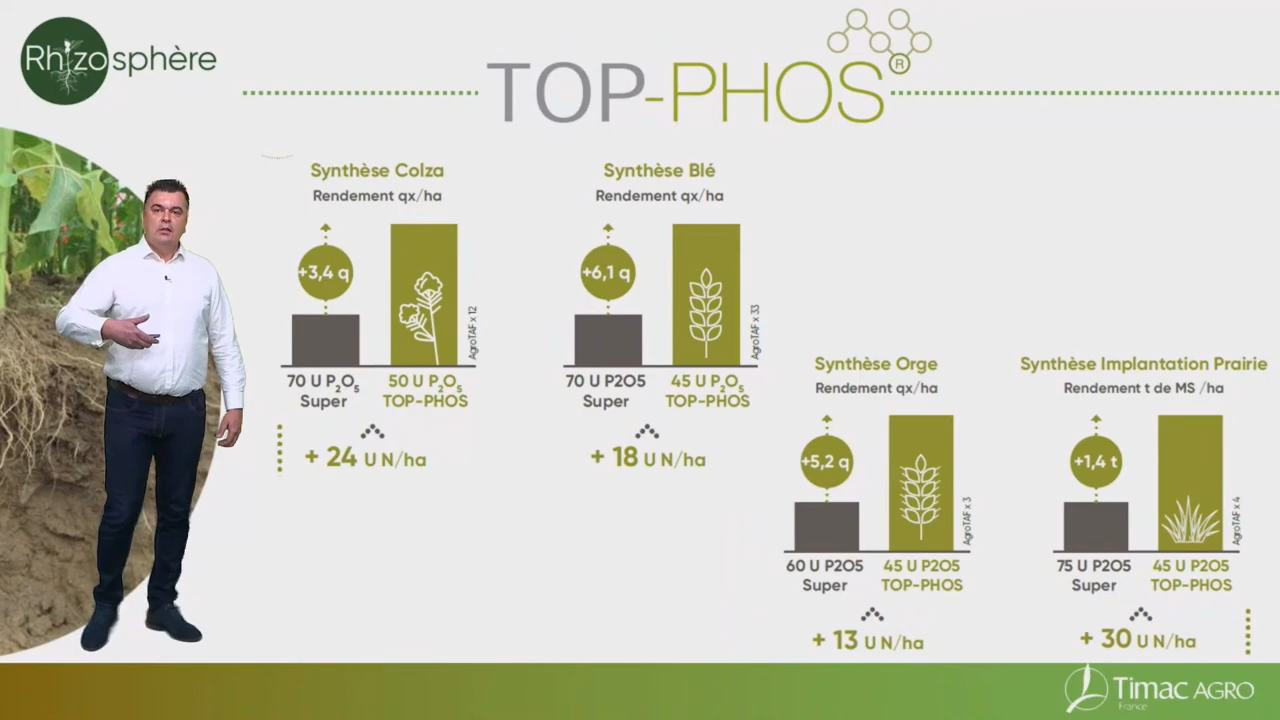 Rhizosphère
TOP-PHOS®
Synthèse Colza
Rendement qx/ha
+3,4 q
AgroTAF x 12
70 U P₂O₅
Super
50 U P₂O₅
TOP-PHOS
+ 24 U N/ha
Synthèse Blé
Rendement qx/ha
+6,1 q
AgroTAF x 33
70 U P2O5
Super
45 U P₂O₅
TOP-PHOS
+ 18 U N/ha
Synthèse Orge
Rendement qx/ha
+5,2 q
AgroTAF x 3
60 U P2O5
Super
45 U P2O5
TOP-PHOS
+ 13 U N/ha
Synthèse Implantation Prairie
Rendement t de MS /ha
+1,4 t
AgroTAF x 4
75 U P2O5
Super
45 U P2O5
TOP-PHOS
+ 30 U N/ha
Timac AGRO
France